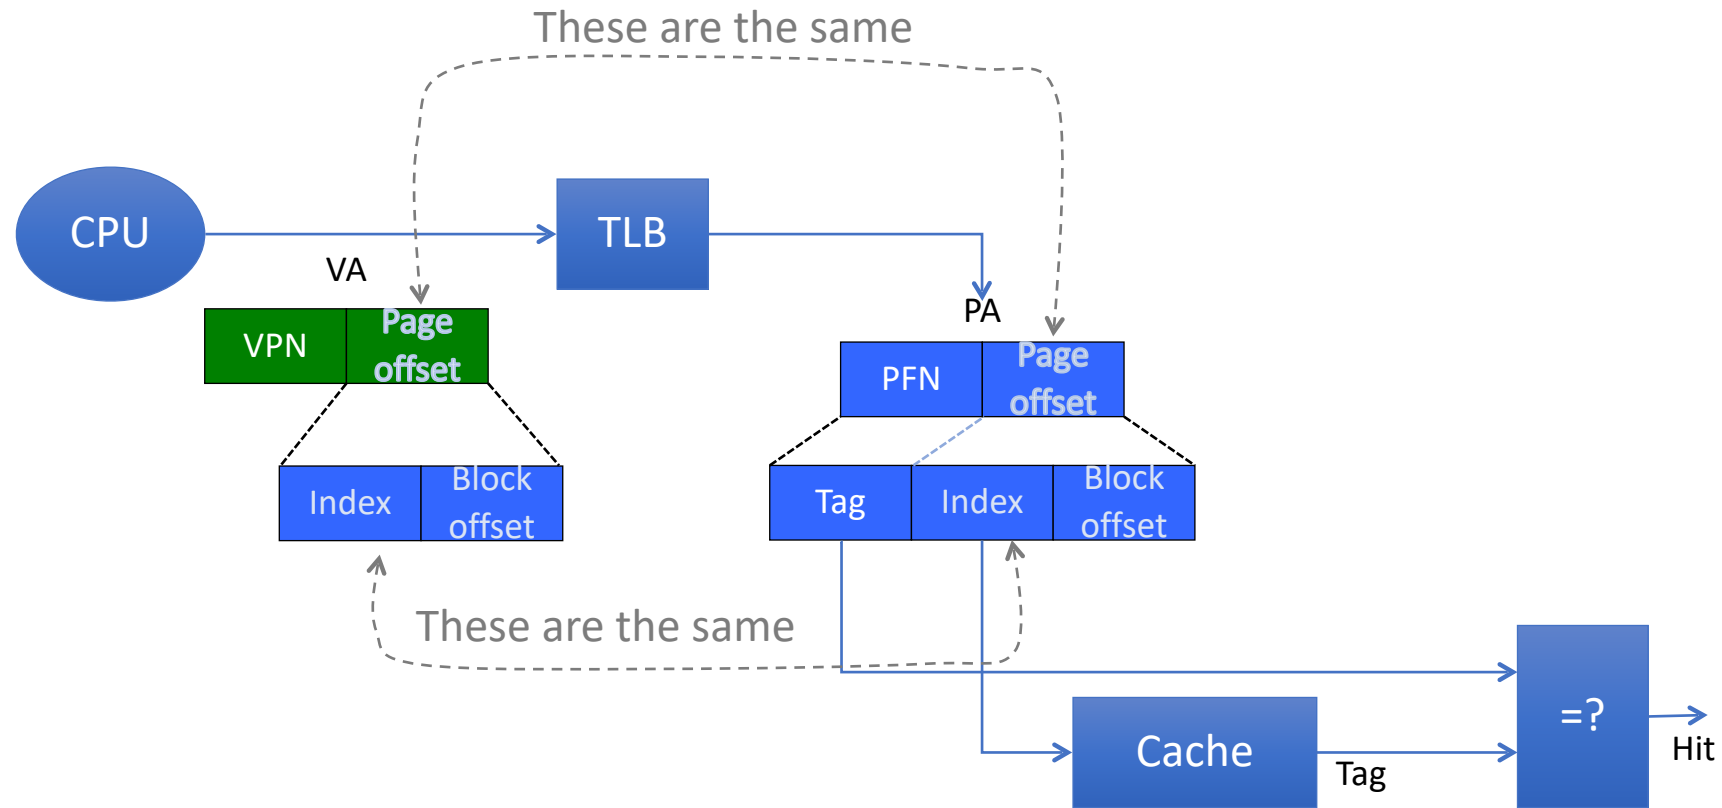 These are the same
CPU
TLB
VA
PA
VPN
Page
offset
PFN
Page
offset
Index
Block
offset
Tag
Index
Block
offset
These are the same
=?
Cache
Tag
Hit